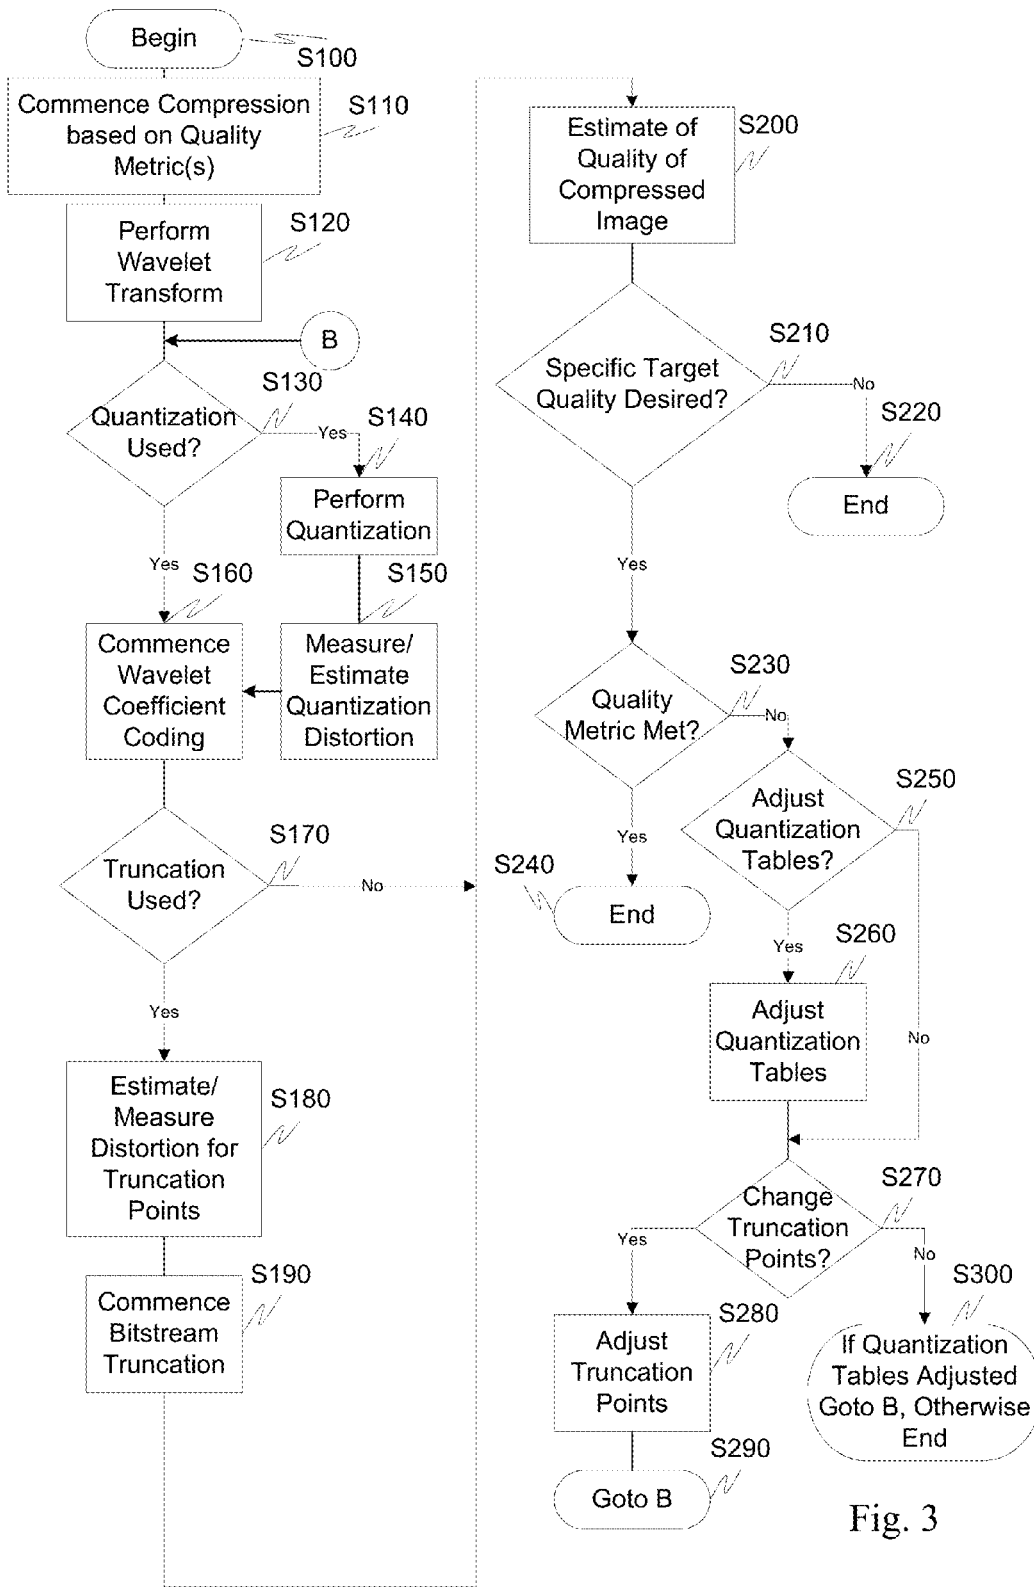 Begin
S100
Commence Compression
based on Quality
Metric(s)
S110
Perform
Wavelet
Transform
S120
B
Quantization
Used?
S130
Yes
S140
Perform
Quantization
Yes
S160
S150
Commence
Wavelet
Coefficient
Coding
Measure/
Estimate
Quantization
Distortion
Truncation
Used?
S170
No
Yes
Estimate/
Measure
Distortion for
Truncation
Points
S180
Commence
Bitstream
Truncation
S190
Estimate of
Quality of
Compressed
Image
S200
Specific Target
Quality Desired?
S210
No
S220
End
Yes
Quality
Metric Met?
S230
No
Yes
S240
End
Adjust
Quantization
Tables?
S250
Yes
S260
Adjust
Quantization
Tables
No
Change
Truncation
Points?
S270
Yes
No
S280
Adjust
Truncation
Points
S300
If Quantization
Tables Adjusted
Goto B, Otherwise
End
S290
Goto B
Fig. 3